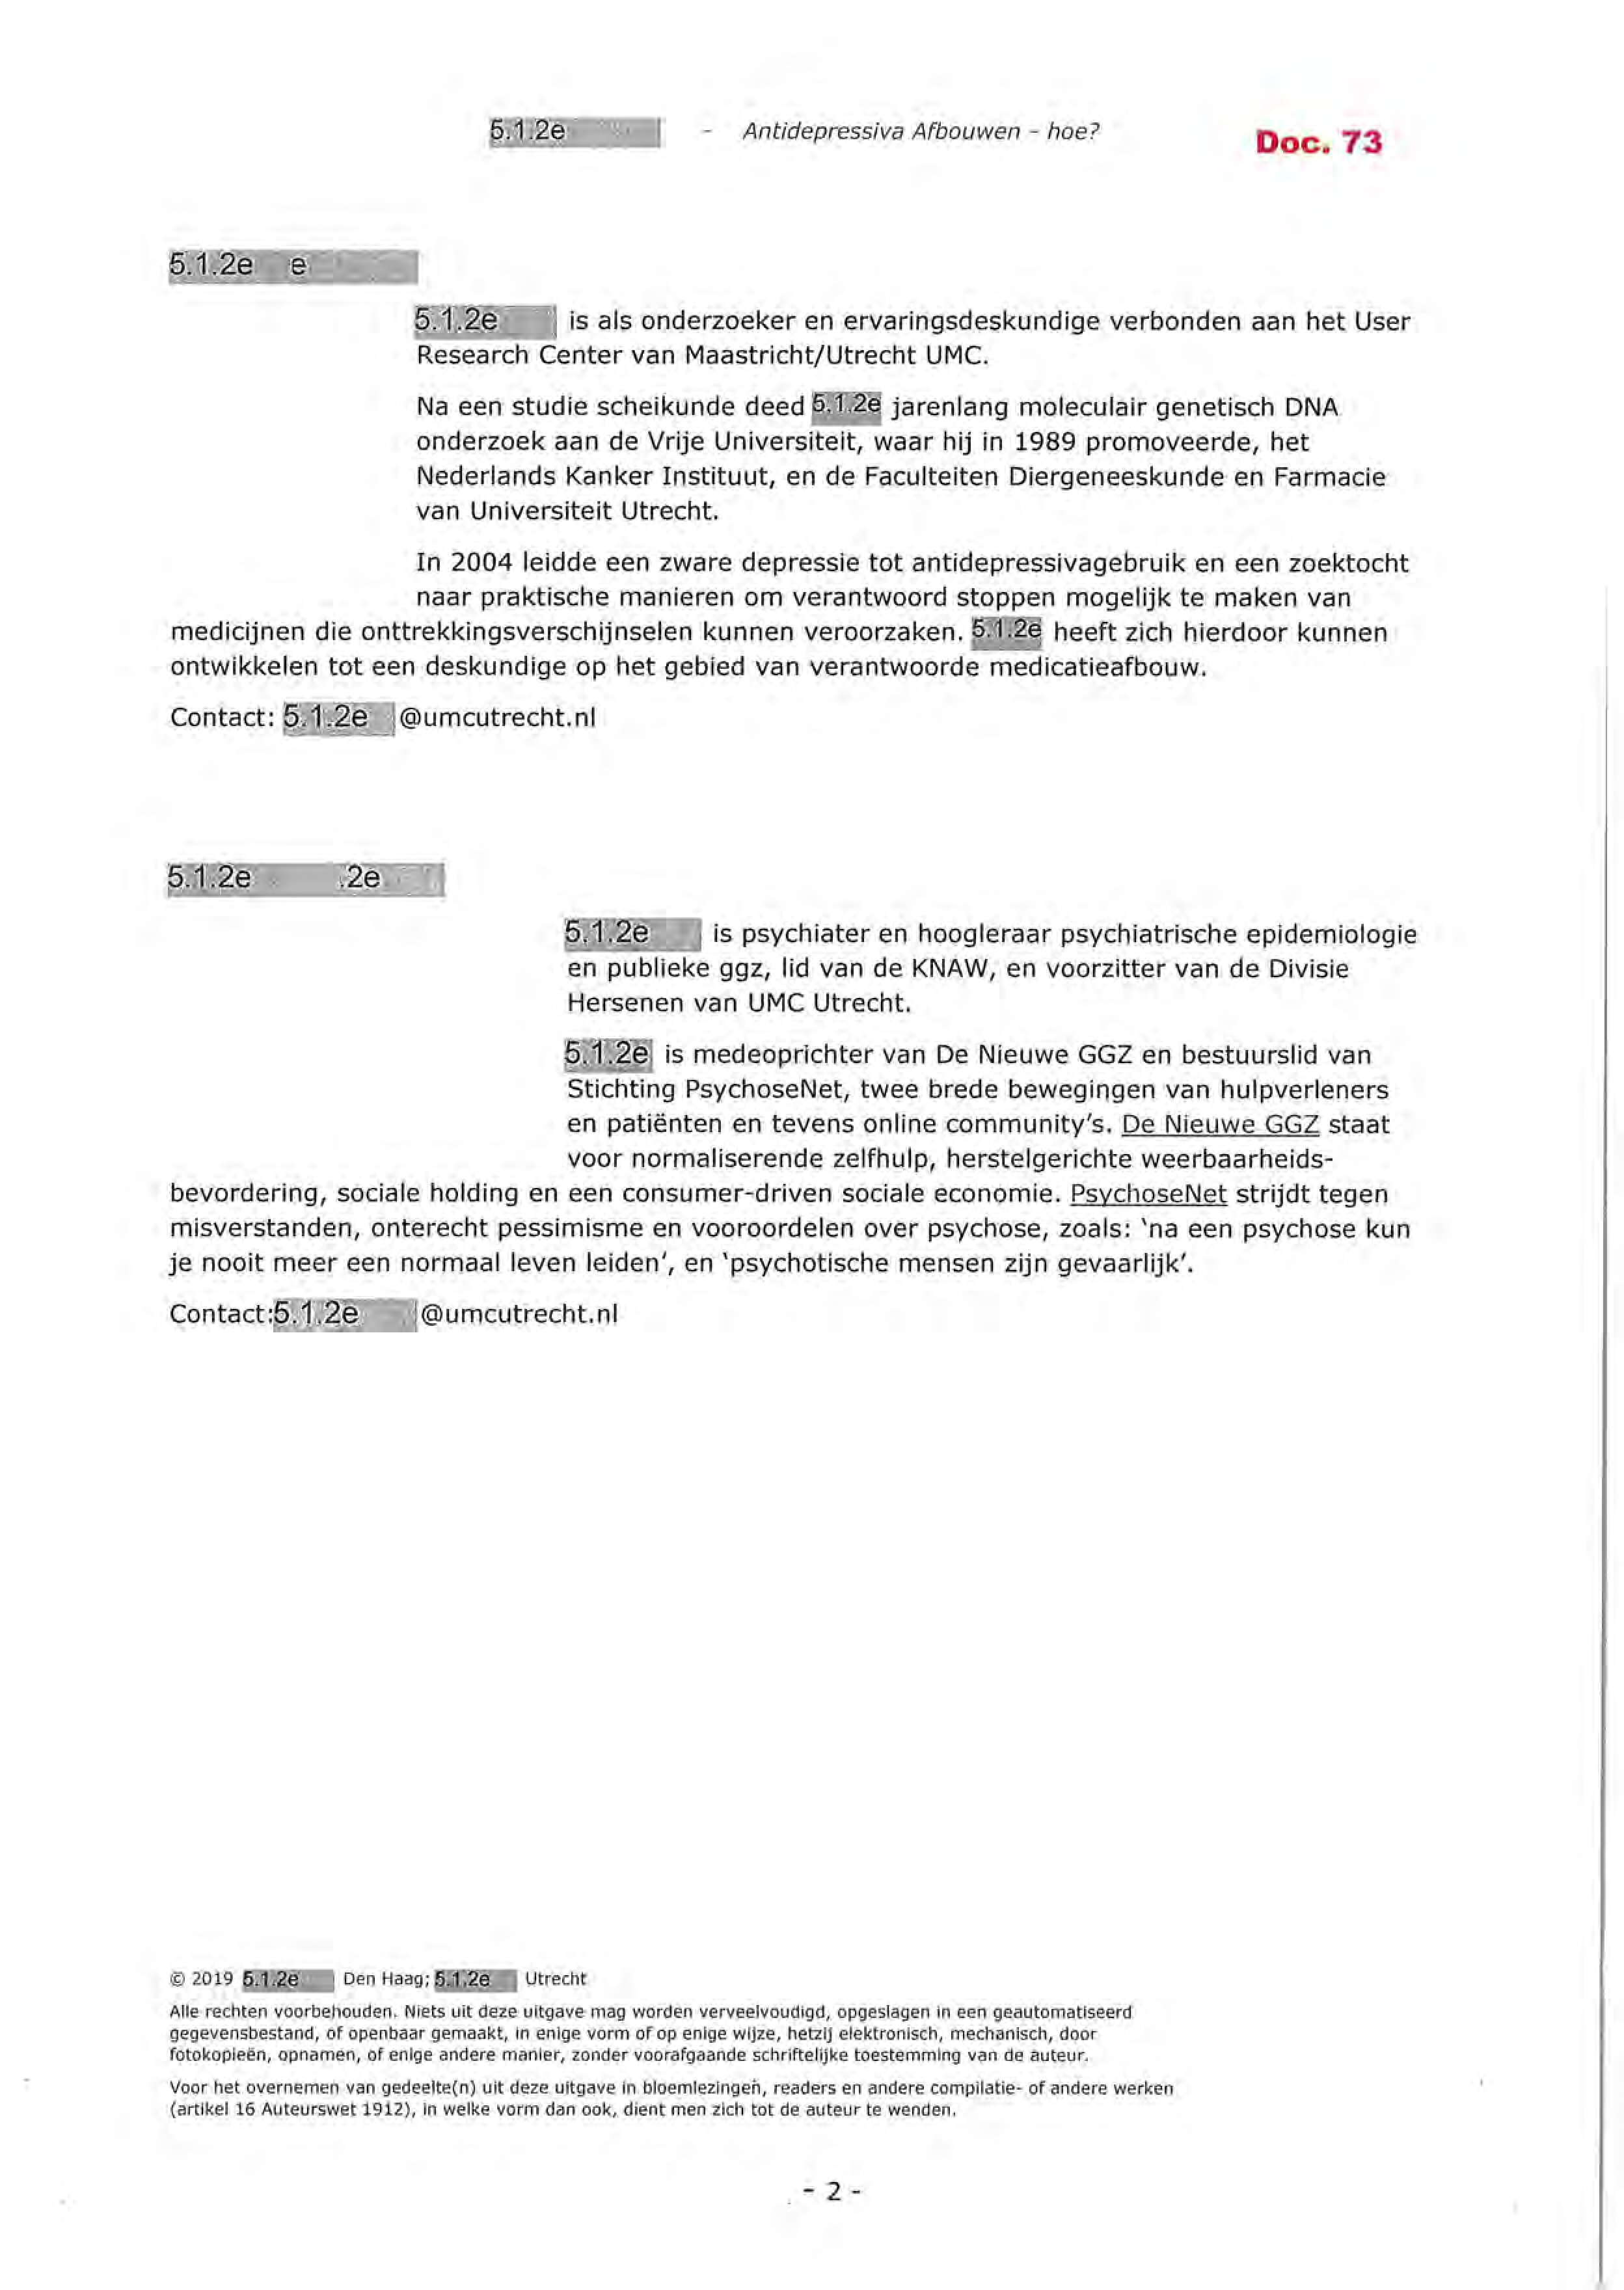 5.1.2e - Antidepressiva Afbouwen - hoe?
Doc. 73
5.1.2e e
5.1.2e is als onderzoeker en ervaringsdeskundige verbonden aan het User
Research Center van Maastricht/Utrecht UMC.
Na een studie scheikunde deed 5.1.2e jarenlang moleculair genetisch DNA
onderzoek aan de Vrije Universiteit, waar hij in 1989 promoveerde, het
Nederlands Kanker Instituut, en de Faculteiten Diergeneeskunde en Farmacie
van Universiteit Utrecht.
In 2004 leidde een zware depressie tot antidepressivagebruik en een zoektocht
naar praktische manieren om verantwoord stoppen mogelijk te maken van
medicijnen die onttrekkingsverschijnselen kunnen veroorzaken. 5.1.2e heeft zich hierdoor kunnen
ontwikkelen tot een deskundige op het gebied van verantwoorde medicatieafbouw.
Contact: 5.1.2e @umcutrecht.nl
5.1.2e .2e
5.1.2e is psychiater en hoogleraar psychiatrische epidemiologie
en publieke ggz, lid van de KNAW, en voorzitter van de Divisie
Hersenen van UMC Utrecht.
5.1.2e is medeoprichter van De Nieuwe GGZ en bestuurslid van
Stichting PsychoseNet, twee brede bewegingen van hulpverleners
en patiënten en tevens online community's. De Nieuwe GGZ staat
voor normaliserende zelfhulp, herstelgerichte weerbaarheids-
bevordering, sociale holding en een consumer-driven sociale economie. PsychoseNet strijdt tegen
misverstanden, onterecht pessimisme en vooroordelen over psychose, zoals: 'na een psychose kun
je nooit meer een normaal leven leiden', en 'psychotische mensen zijn gevaarlijk'.
Contact:5.1.2e @umcutrecht.nl
© 2019 5.1.2e Den Haag; 5.1.2e Utrecht
Alle rechten voorbehouden. Niets uit deze uitgave mag worden verveelvoudigd, opgeslagen in een geautomatiseerd
gegevensbestand, of openbaar gemaakt, in enige vorm of op enige wijze, hetzij elektronisch, mechanisch, door
fotokopieën, opnamen, of enige andere manier, zonder voorafgaande schriftelijke toestemming van de auteur.
Voor het overnemen van gedeelte(n) uit deze uitgave in bloemlezingen, readers en andere compilatie- of andere werken
(artikel 16 Auteurswet 1912), in welke vorm dan ook, dient men zich tot de auteur te wenden.
- 2 -